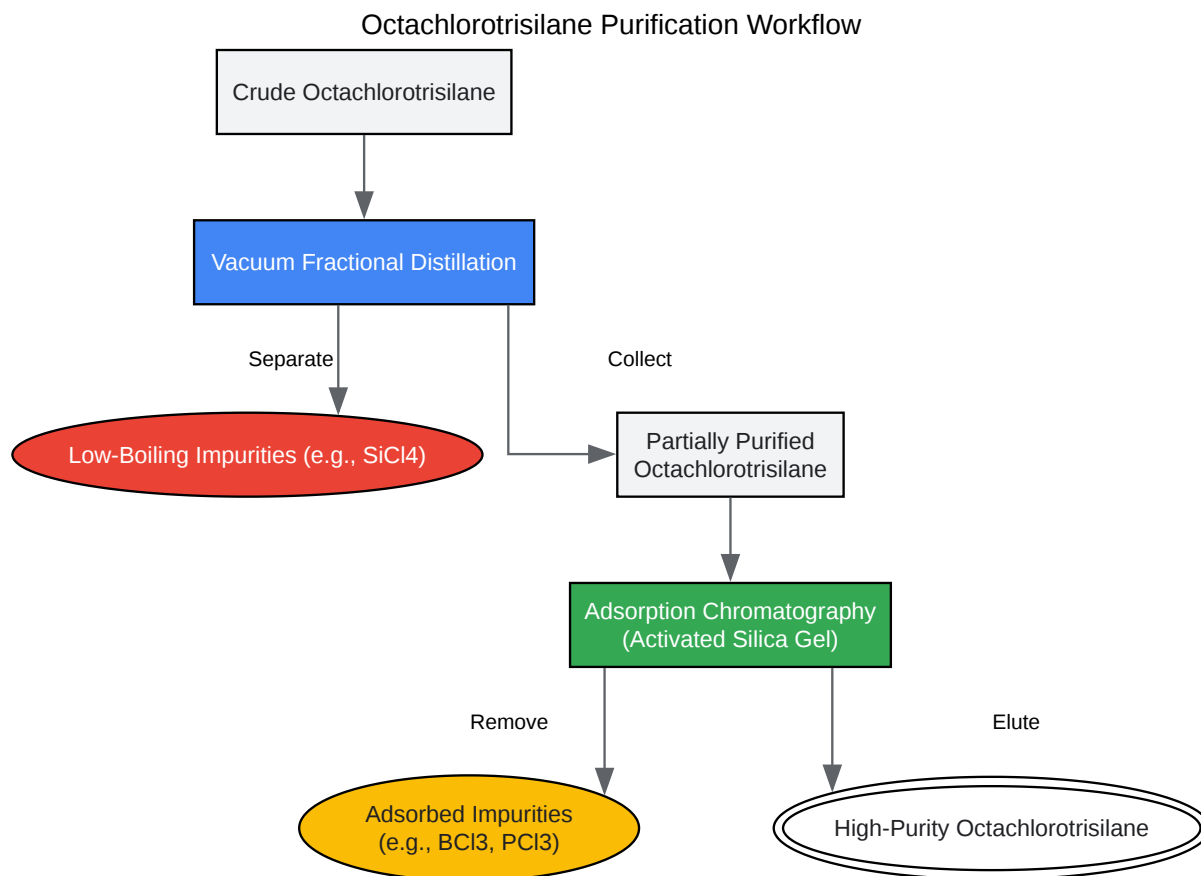 Octachlorotrisilane Purification Workflow
Crude Octachlorotrisilane
Vacuum Fractional Distillation
Separate
Collect
Low-Boiling Impurities (e.g., SiCl4)
Partially Purified
Octachlorotrisilane
Adsorption Chromatography
(Activated Silica Gel)
Remove
Elute
Adsorbed Impurities
(e.g., BCl3, PCl3)
High-Purity Octachlorotrisilane